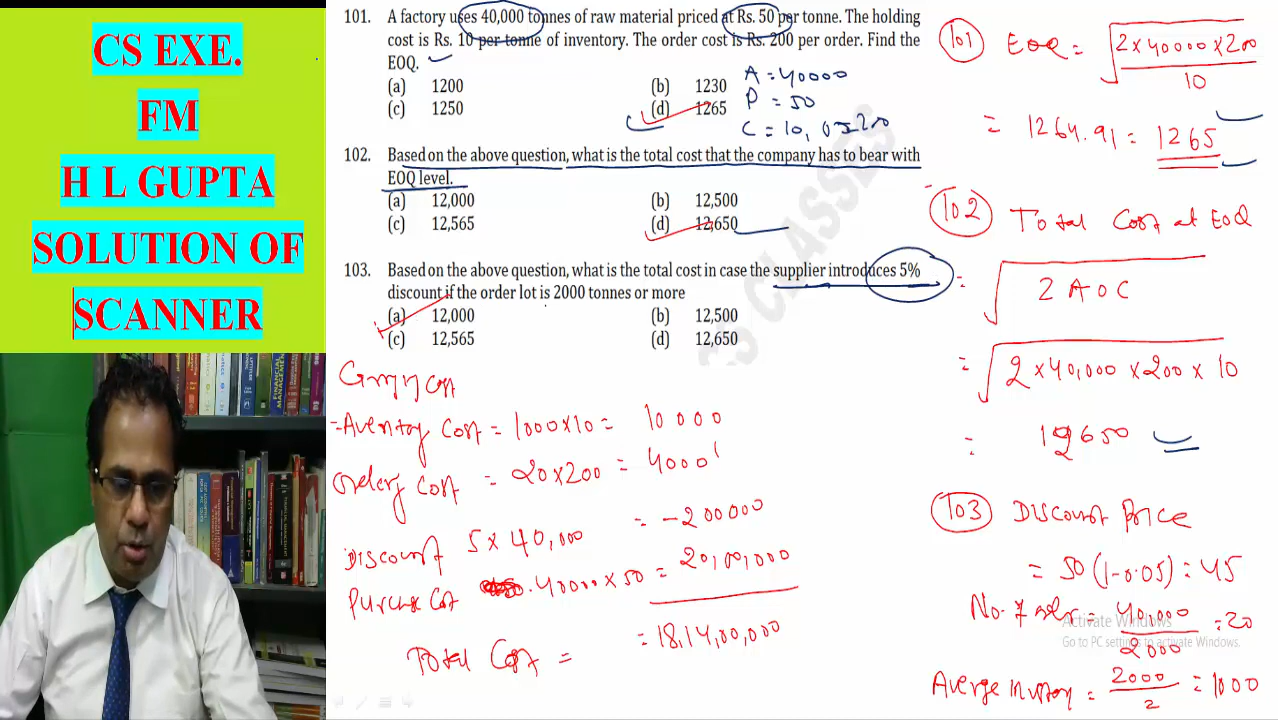 CS EXE.
FM
H L GUPTA
SOLUTION OF
SCANNER
101. A factory uses 40,000 tonnes of raw material priced at Rs. 50 per tonne. The holding
cost is Rs. 10 per tonne of inventory. The order cost is Rs. 200 per order. Find the
EOQ.
(a) 1200 (b) 1230
(c) 1250 (d) 1265
A = 40000
P = 50
C = 10, O = 200
102. Based on the above question, what is the total cost that the company has to bear with
EOQ level.
(a) 12,000 (b) 12,500
(c) 12,565 (d) 12,650
103. Based on the above question, what is the total cost in case the supplier introduces 5%
discount if the order lot is 2000 tonnes or more
(a) 12,000 (b) 12,500
(c) 12,565 (d) 12,650
Cost
= Aventory Cost = 1000 x 10 = 10000
Cost = 20 x 200 = 4000
Discount 5 x 40,000 = -200000
Purchase Cost 40000 x 50 = 20,00,000
Total Cost = = 18,14,00,000
101 EOQ = √ 2 x 40000 x 200
10
= 1264.91 = 1265
102 Total Cost at EOQ
= √ 2 A O C
= √ 2 x 40,000 x 200 x 10
= 12650
103 Discount Price
= 50 (1-0.05) = 45
No. of = 40,000 = 20
2000
Activate Windows
Go to PC settings to activate Windows.
Average = 2000 = 1000
2
CS CLASSES